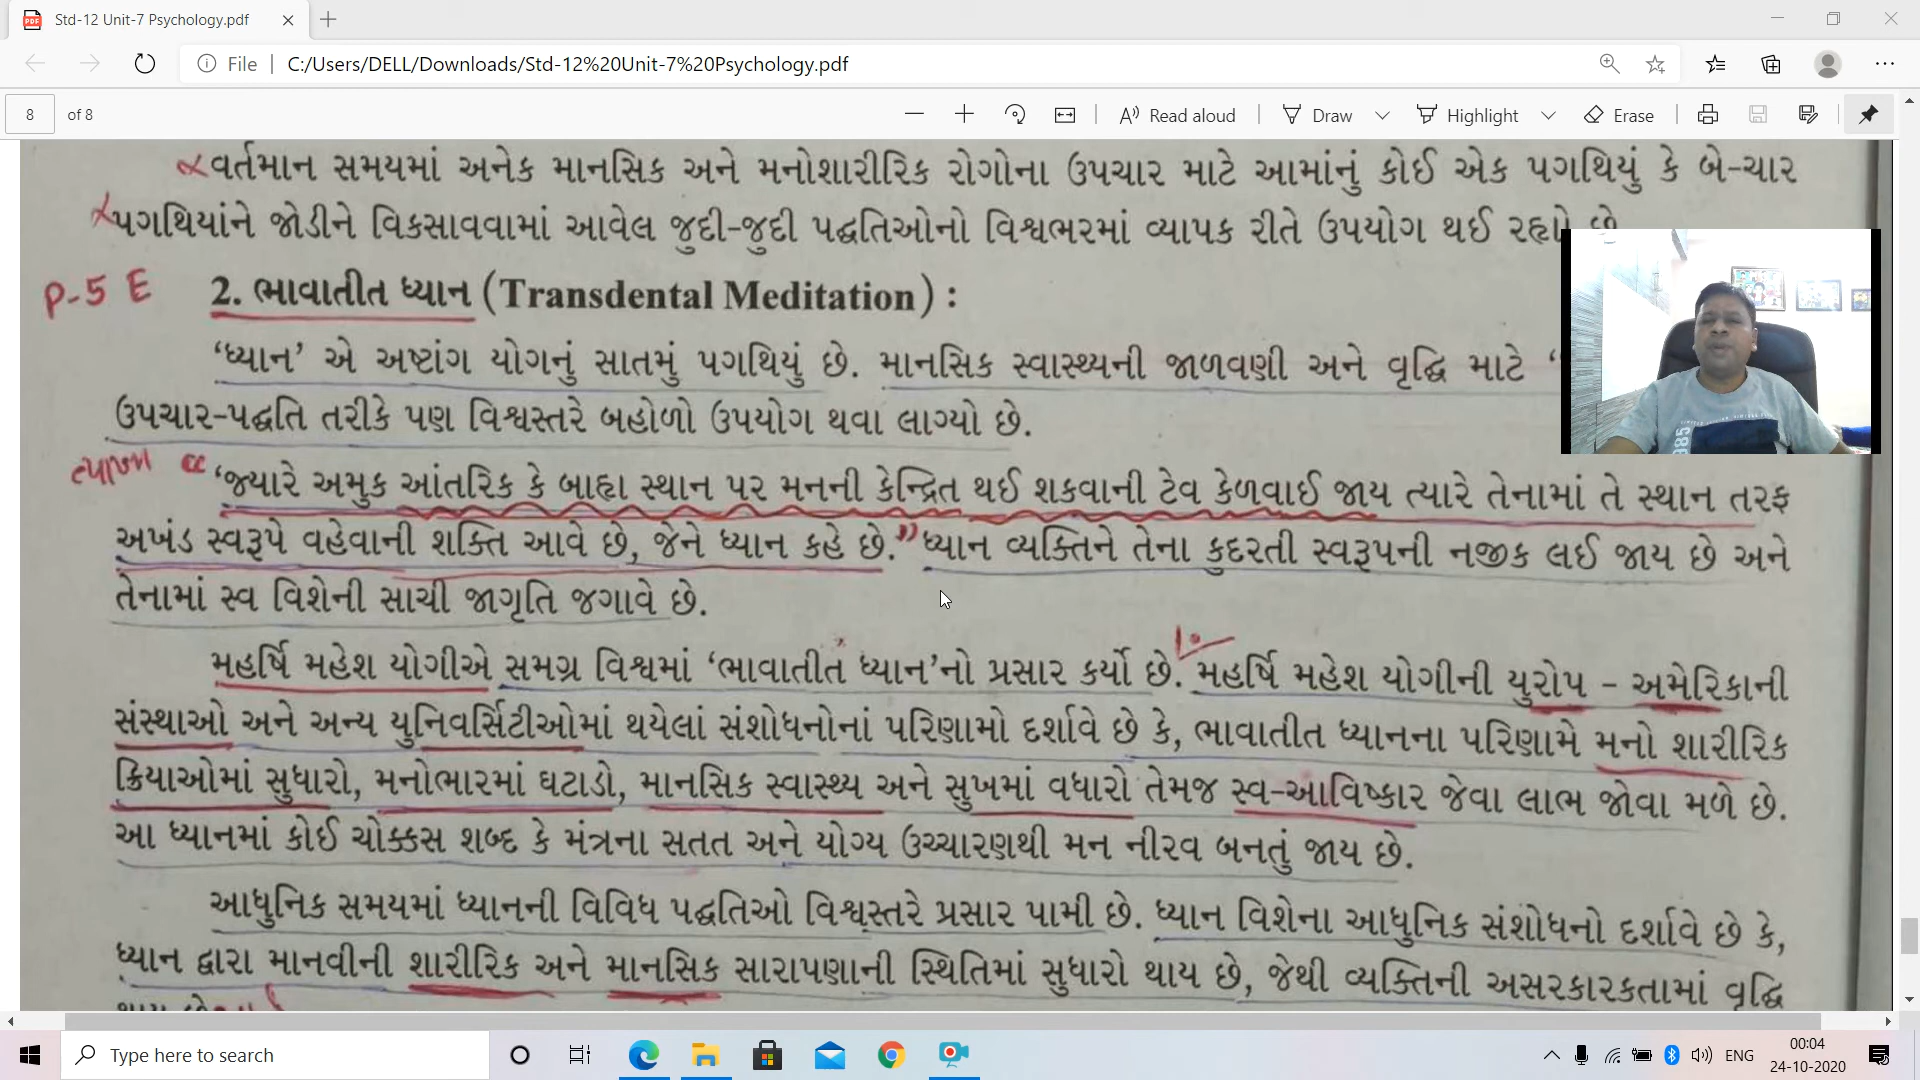 Std-12 Unit-7 Psychology.pdf
File C:/Users/DELL/Downloads/Std-12%20Unit-7%20Psychology.pdf
8 of 8 Read aloud Draw Highlight Erase
વર્તમાન સમયમાં અનેક માનસિક અને મનોશારીરિક રોગોના ઉપચાર માટે આમાંનું કોઈ એક પગથિયું કે બે-ચાર
પગથિયાંને જોડીને વિકસાવવામાં આવેલ જુદી-જુદી પદ્ધતિઓનો વિશ્વભરમાં વ્યાપક રીતે ઉપયોગ થઈ રહ્યો છે
P-5 E 2. ભાવાતીત ધ્યાન (Transdental Meditation) :
‘ધ્યાન’ એ અષ્ટાંગ યોગનું સાતમું પગથિયું છે. માનસિક સ્વાસ્થ્યની જાળવણી અને વૃદ્ધિ માટે ‘
ઉપચાર-પદ્ધતિ તરીકે પણ વિશ્વસ્તરે બહોળો ઉપયોગ થવા લાગ્યો છે.
‘જ્યારે અમુક આંતરિક કે બાહ્ય સ્થાન પર મનની કેન્દ્રિત થઈ શકવાની ટેવ કેળવાઈ જાય ત્યારે તેનામાં તે સ્થાન તરફ
અખંડ સ્વરૂપે વહેવાની શક્તિ આવે છે, જેને ધ્યાન કહે છે.” ધ્યાન વ્યક્તિને તેના કુદરતી સ્વરૂપની નજીક લઈ જાય છે અને
તેનામાં સ્વ વિશેની સાચી જાગૃતિ જગાવે છે.
મહર્ષિ મહેશ યોગીએ સમગ્ર વિશ્વમાં ‘ભાવાતીત ધ્યાન’નો પ્રસાર કર્યો છે. મહર્ષિ મહેશ યોગીની યુરોપ – અમેરિકાની
સંસ્થાઓ અને અન્ય યુનિવર્સિટીઓમાં થયેલાં સંશોધનોનાં પરિણામો દર્શાવે છે કે, ભાવાતીત ધ્યાનના પરિણામે મનો શારીરિક
ક્રિયાઓમાં સુધારો, મનોભારમાં ઘટાડો, માનસિક સ્વાસ્થ્ય અને સુખમાં વધારો તેમજ સ્વ-આવિષ્કાર જેવા લાભ જોવા મળે છે.
આ ધ્યાનમાં કોઈ ચોક્કસ શબ્દ કે મંત્રના સતત અને યોગ્ય ઉચ્ચારણથી મન નીરવ બનતું જાય છે.
આધુનિક સમયમાં ધ્યાનની વિવિધ પદ્ધતિઓ વિશ્વસ્તરે પ્રસાર પામી છે. ધ્યાન વિશેના આધુનિક સંશોધનો દર્શાવે છે કે,
ધ્યાન દ્વારા માનવીની શારીરિક અને માનસિક સારાપણાની સ્થિતિમાં સુધારો થાય છે, જેથી વ્યક્તિની અસરકારકતામાં વૃદ્ધિ
Type here to search ENG 00:04
24-10-2020